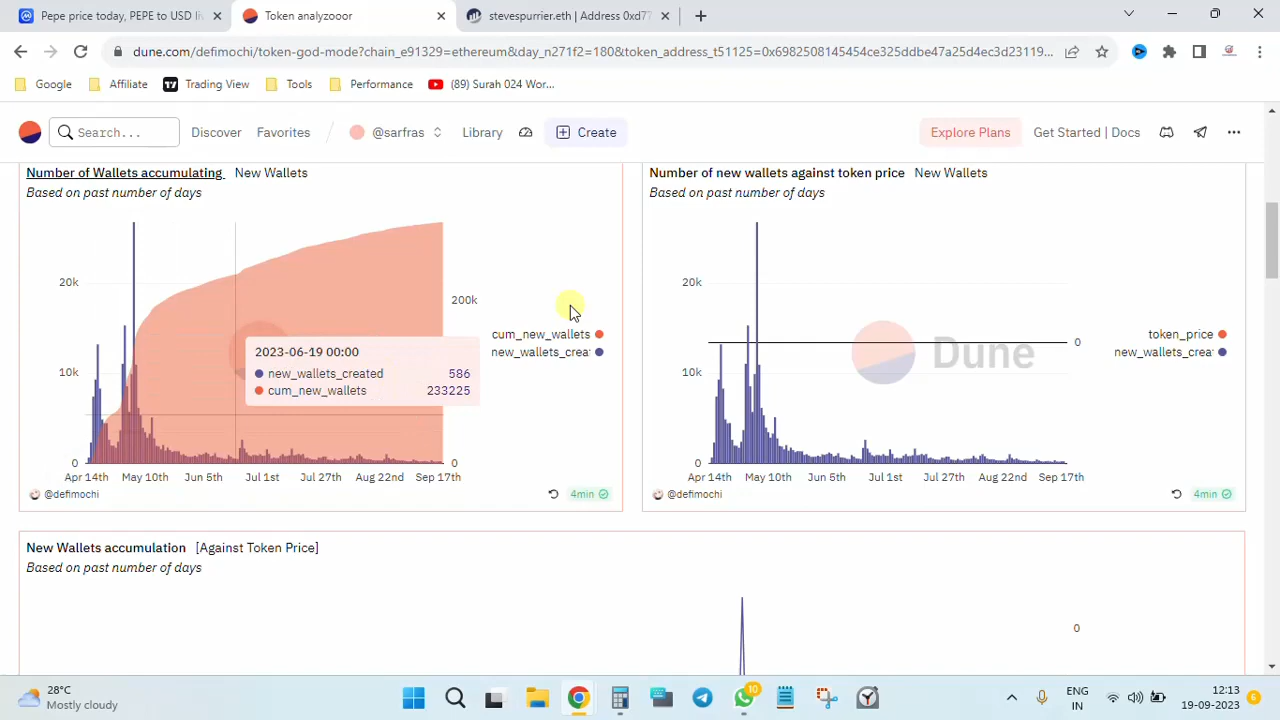 Pepe price today, PEPE to USD li
Token analyzooor
stevespurrier.eth | Address 0xd7
dune.com/defimochi/token-god-mode?chain_e91329=ethereum&day_n271f2=180&token_address_t51125=0x6982508145454ce325ddbe47a25d4ec3d23119...
Google
Affiliate
Trading View
Tools
Performance
(89) Surah 024 Wor...
Search...
Discover
Favorites
@sarfras
Library
Create
Explore Plans
Get Started | Docs
Number of Wallets accumulating New Wallets
Based on past number of days
20k
10k
0
200k
0
cum_new_wallets
new_wallets_crea
2023-06-19 00:00
new_wallets_created 586
cum_new_wallets 233225
Apr 14th May 10th Jun 5th Jul 1st Jul 27th Aug 22nd Sep 17th
@defimochi
4min
Number of new wallets against token price New Wallets
Based on past number of days
20k
10k
0
0
token_price
new_wallets_crea
Dune
Apr 14th May 10th Jun 5th Jul 1st Jul 27th Aug 22nd Sep 17th
@defimochi
4min
New Wallets accumulation [Against Token Price]
Based on past number of days
0
28°C
Mostly cloudy
10
ENG
IN
12:13
19-09-2023
6